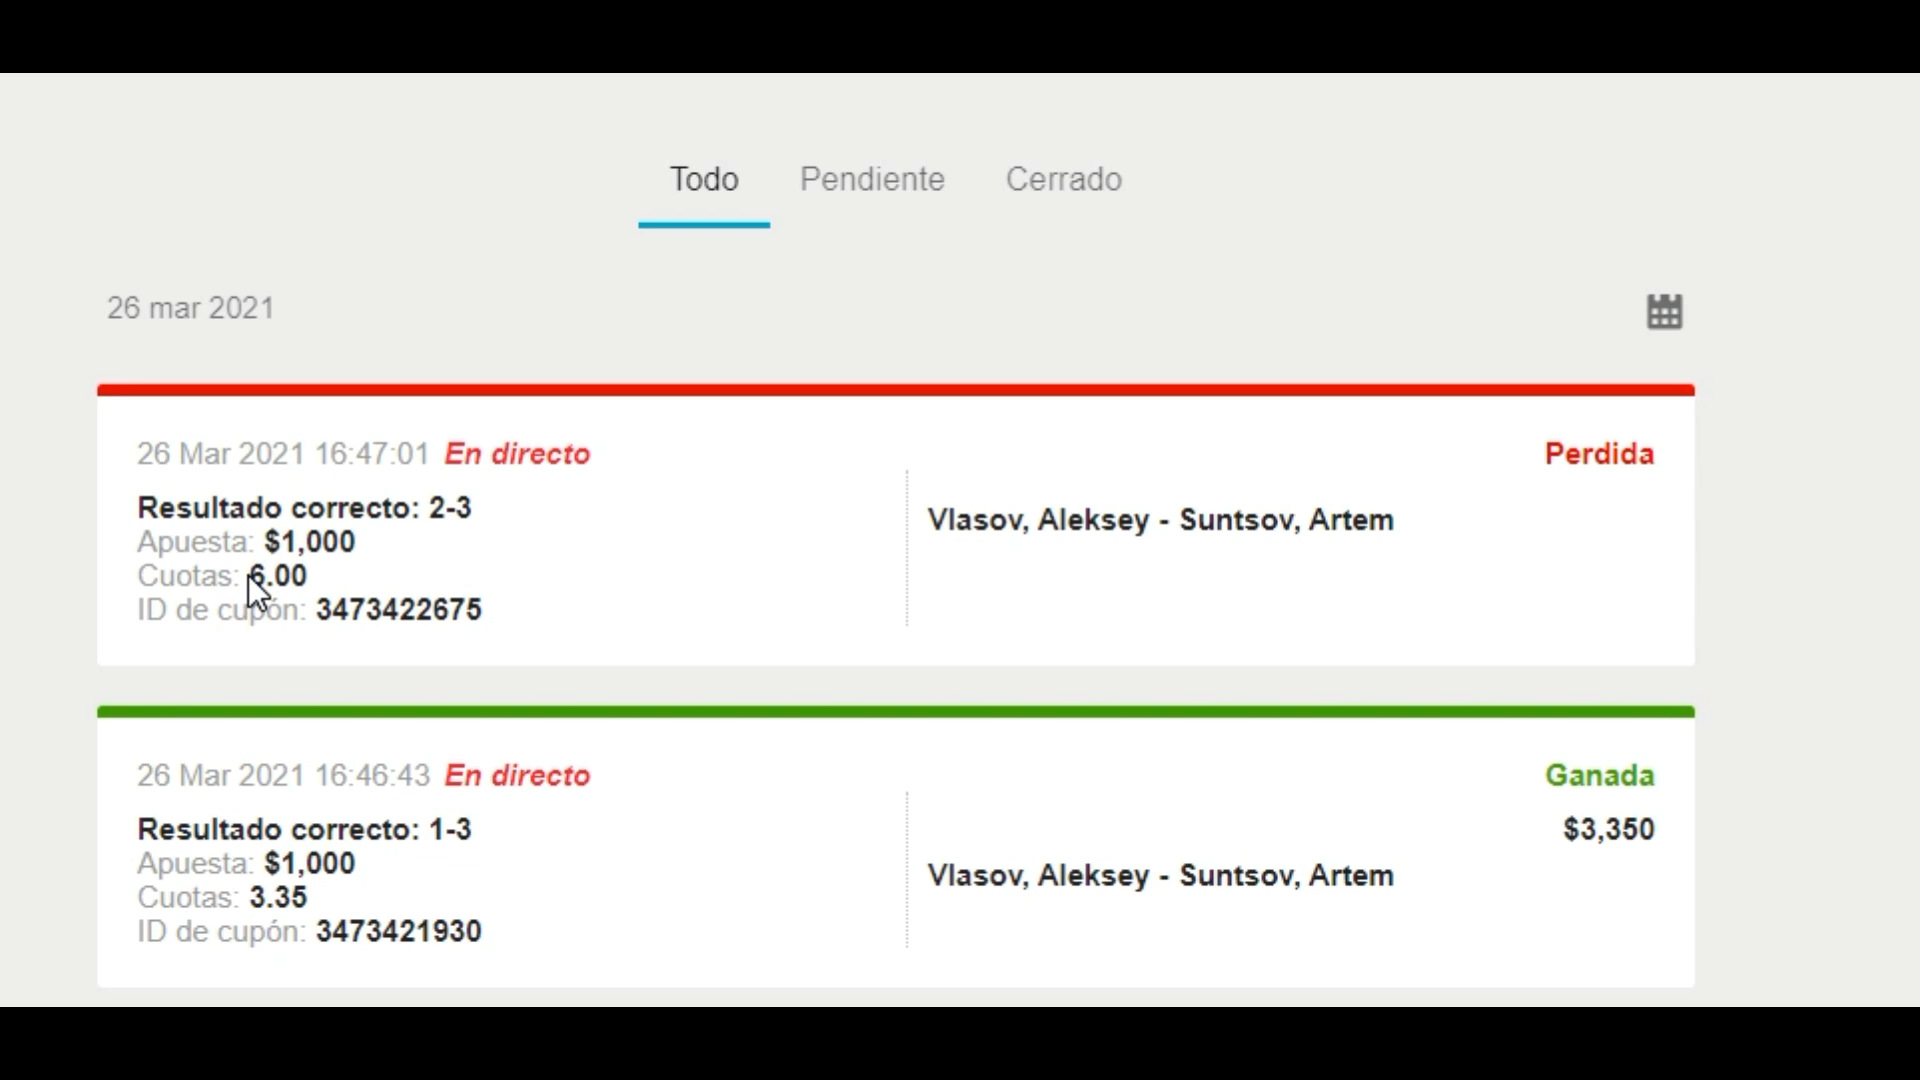 Todo Pendiente Cerrado
26 mar 2021
26 Mar 2021 16:47:01 En directo
Perdida
Resultado correcto: 2-3
Apuesta: $1,000
Cuotas: 6.00
ID de cupón: 3473422675
Vlasov, Aleksey - Suntsov, Artem
26 Mar 2021 16:46:43 En directo
Ganada
$3,350
Resultado correcto: 1-3
Apuesta: $1,000
Cuotas: 3.35
ID de cupón: 3473421930
Vlasov, Aleksey - Suntsov, Artem